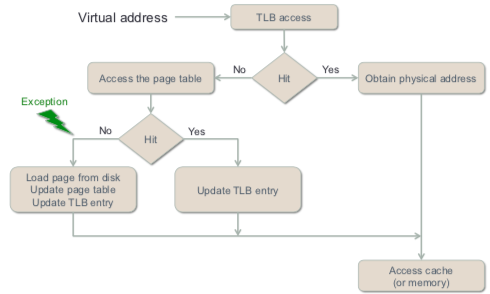 Virtual address
TLB access
Access the page table
No
Hit
Yes
Obtain physical address
Exception
No
Hit
Yes
Load page from disk
Update page table
Update TLB entry
Update TLB entry
Access cache
(or memory)